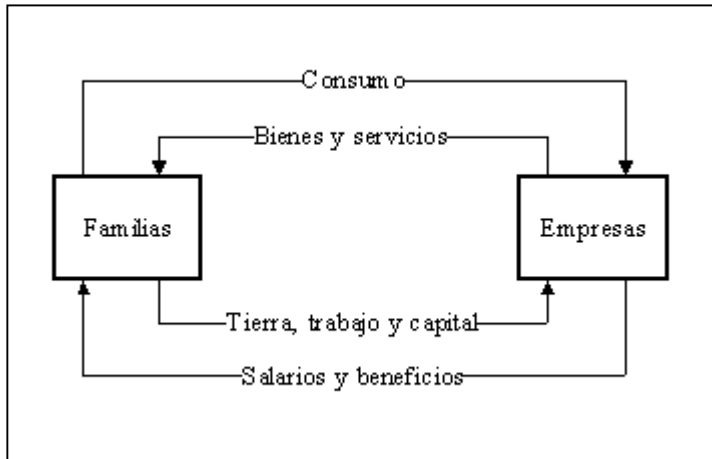 Consumo
Bienes y servicios
Familias
Empresas
Tierra, trabajo y capital
Salarios y beneficios